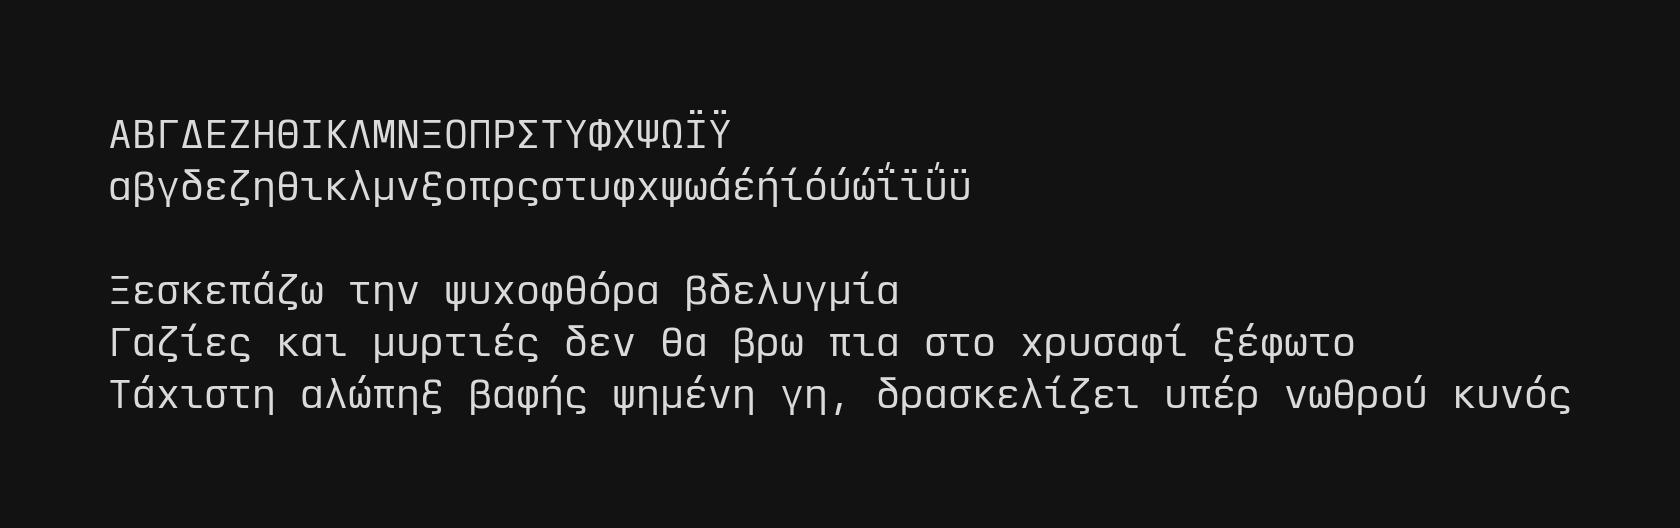 ΑΒΓΔΕΖΗΘΙΚΛΜΝΞΟΠΡΣΤΥΦΧΨΩΪΫ
αβγδεζηθικλμνξοπρςστυφχψωάέήίόύώΐϊΰϋ
Ξεσκεπάζω την ψυχοφθόρα βδελυγμία
Γαζίες και μυρτιές δεν θα βρω πια στο χρυσαφί ξέφωτο
Τάχιστη αλώπηξ βαφής ψημένη γη, δρασκελίζει υπέρ νωθρού κυνός